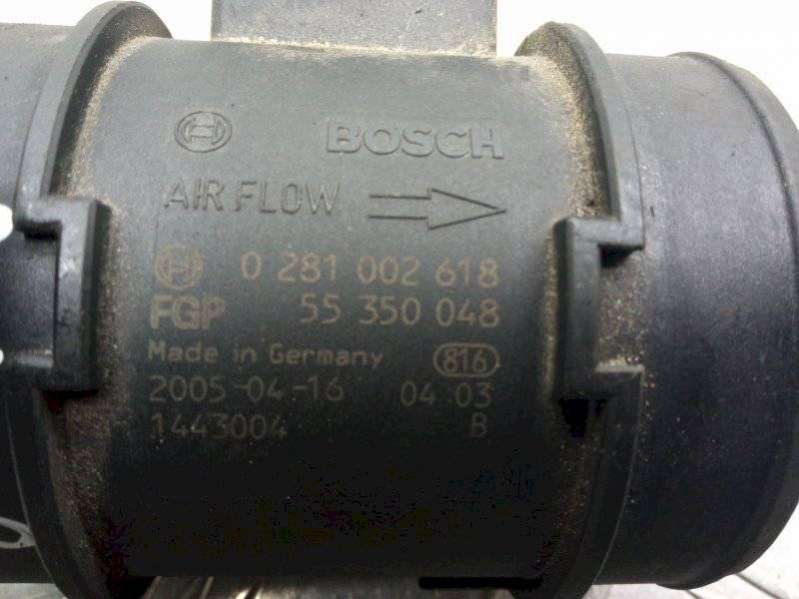 BOSCH
AIR FLOW
0 281 002 618
FGP 55 350 048
Made in Germany 816
2005-04-16 04 03
1443004 B